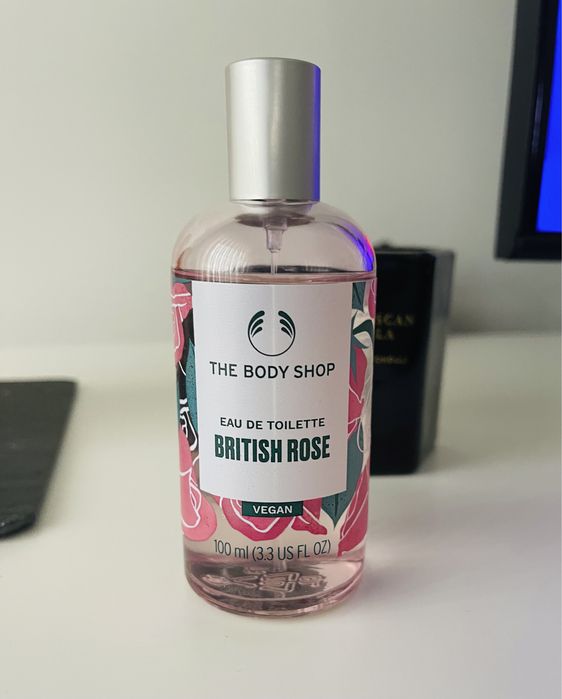 THE BODY SHOP
EAU DE TOILETTE
BRITISH ROSE
VEGAN
100 ml (3.3 US FL OZ)